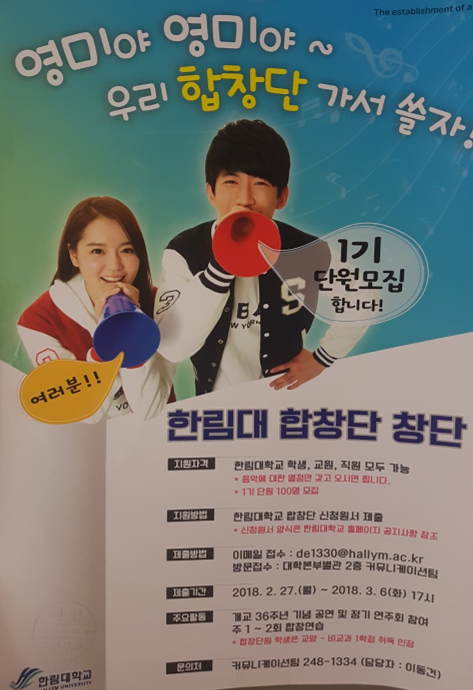 The establishment of a
영미야 영미야 ~
우리 합창단 가서 쏠자!
1기
단원모집
합니다!
여러분!!
한림대 합창단 창단
지원자격 한림대학교 학생, 교원, 직원 모두 가능
* 음악에 대한 열정만 갖고 오시면 됩니다.
* 1기 단원 100명 모집
지원방법 한림대학교 합창단 신청원서 제출
* 신청원서 양식은 한림대학교 홈페이지 공지사항 참조
제출방법 이메일 접수 : de1330@hallym.ac.kr
방문접수 : 대학본부별관 2층 커뮤니케이션팀
제출기간 2018. 2. 27.(월) ~ 2018. 3. 6(화) 17시
주요활동 개교 36주년 기념 공연 및 정기 연주회 참여
주 1 ~ 2회 합창연습
* 합창단원 학생은 교양 - 비교과 1학점 취득 인정
문의처 커뮤니케이션팀 248-1334 (담당자 : 이동건)
한림대학교
HALLYM UNIVERSITY